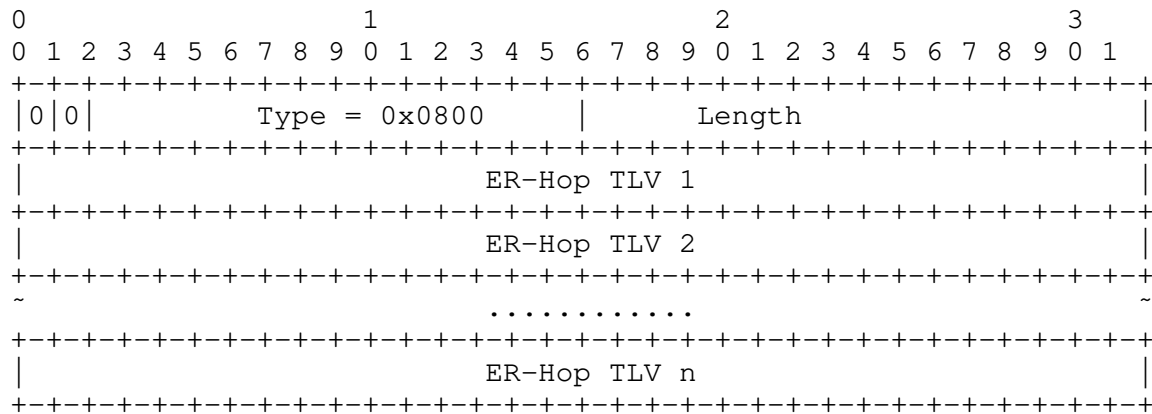 0                   1                   2                   3
0 1 2 3 4 5 6 7 8 9 0 1 2 3 4 5 6 7 8 9 0 1 2 3 4 5 6 7 8 9 0 1
+-+-+-+-+-+-+-+-+-+-+-+-+-+-+-+-+-+-+-+-+-+-+-+-+-+-+-+-+-+-+-+-+
|0|0|         Type = 0x0800     |      Length                   |
+-+-+-+-+-+-+-+-+-+-+-+-+-+-+-+-+-+-+-+-+-+-+-+-+-+-+-+-+-+-+-+-+
|                          ER-Hop TLV 1                         |
+-+-+-+-+-+-+-+-+-+-+-+-+-+-+-+-+-+-+-+-+-+-+-+-+-+-+-+-+-+-+-+-+
|                          ER-Hop TLV 2                         |
+-+-+-+-+-+-+-+-+-+-+-+-+-+-+-+-+-+-+-+-+-+-+-+-+-+-+-+-+-+-+-+-+
~                          ............                         ~
+-+-+-+-+-+-+-+-+-+-+-+-+-+-+-+-+-+-+-+-+-+-+-+-+-+-+-+-+-+-+-+-+
|                          ER-Hop TLV n                         |
+-+-+-+-+-+-+-+-+-+-+-+-+-+-+-+-+-+-+-+-+-+-+-+-+-+-+-+-+-+-+-+-+